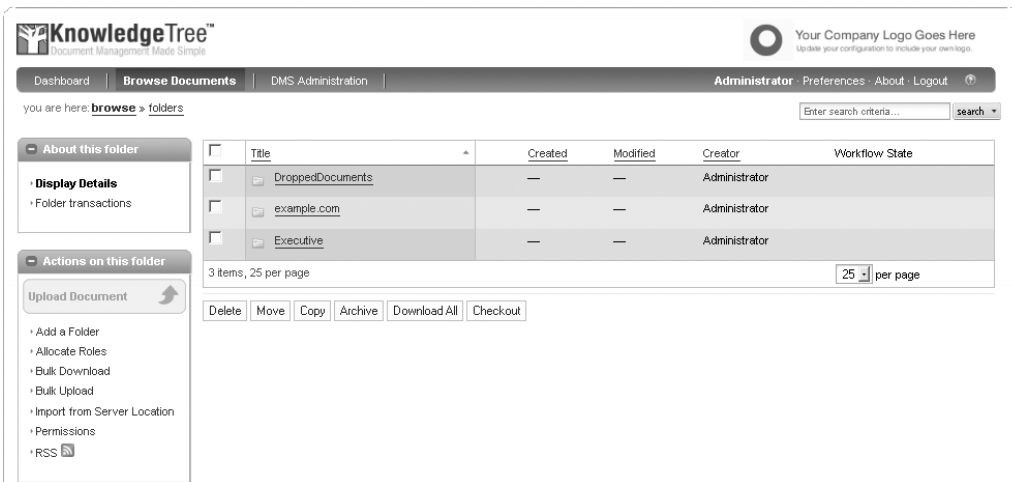 KnowledgeTree™
Document Management Made Simple
Your Company Logo Goes Here
Update your configuration to include your own logo.
Dashboard | Browse Documents | DMS Administration | Administrator · Preferences · About · Logout ?
you are here: browse » folders
Enter search criteria... search
About this folder
Display Details
Folder transactions
Title Created Modified Creator Workflow State
DroppedDocuments — — Administrator
example.com — — Administrator
Executive — — Administrator
3 items, 25 per page 25 per page
Delete Move Copy Archive Download All Checkout
Actions on this folder
Upload Document
Add a Folder
Allocate Roles
Bulk Download
Bulk Upload
Import from Server Location
Permissions
RSS